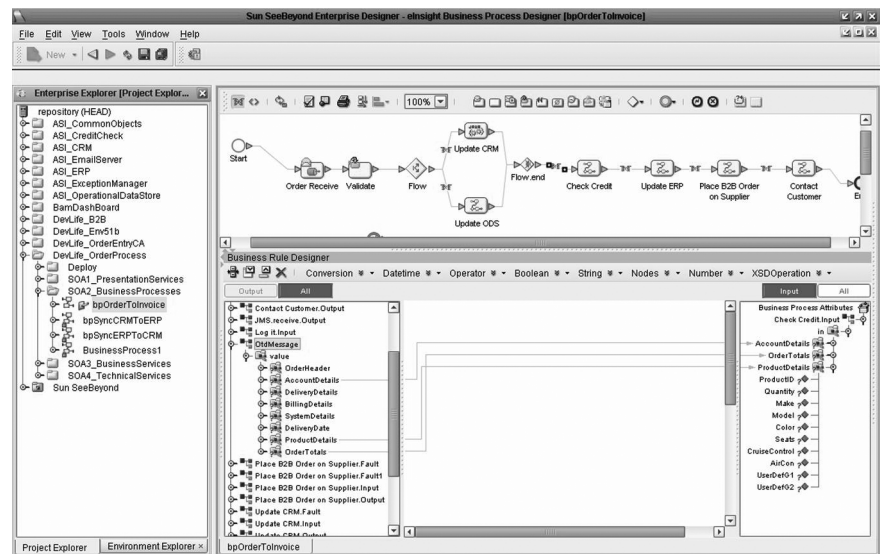 Sun SeeBeyond Enterprise Designer - eInsight Business Process Designer [bpOrderToInvoice]
File Edit View Tools Window Help
New
Enterprise Explorer [Project Explor...
repository (HEAD)
ASI_CommonObjects
ASI_CreditCheck
ASI_CRM
ASI_EmailServer
ASI_ERP
ASI_ExceptionManager
ASI_OperationalDataStore
BamDashBoard
DevLife_B2B
DevLife_Env51b
DevLife_OrderEntryCA
DevLife_OrderProcess
Deploy
SOA1_PresentationServices
SOA2_BusinessProcesses
bpOrderToInvoice
bpSyncCRMToERP
bpSyncERPToCRM
BusinessProcess1
SOA3_BusinessServices
SOA4_TechnicalServices
Sun SeeBeyond
Project Explorer
Environment Explorer ×
100%
Start
Order Receive
Validate
Flow
Update CRM
Update ODS
Flow.end
Check Credit
Update ERP
Place B2B Order
on Supplier
Contact
Customer
Business Rule Designer
Conversion Datetime Operator Boolean String Nodes Number XSDOperation
Output All
Input All
Contact Customer.Output
JMS.receive.Output
Log it.Input
OtdMessage
value
OrderHeader
AccountDetails
DeliveryDetails
BillingDetails
SystemDetails
DeliveryDate
ProductDetails
OrderTotals
Place B2B Order on Supplier.Fault
Place B2B Order on Supplier.Fault1
Place B2B Order on Supplier.Input
Place B2B Order on Supplier.Output
Update CRM.Fault
Update CRM.Input
Update CRM.Output
Business Process Attributes
Check Credit.Input
in
AccountDetails
OrderTotals
ProductDetails
ProductID
Quantity
Make
Model
Color
Seats
CruiseControl
AirCon
UserDefG1
UserDefG2
bpOrderToInvoice